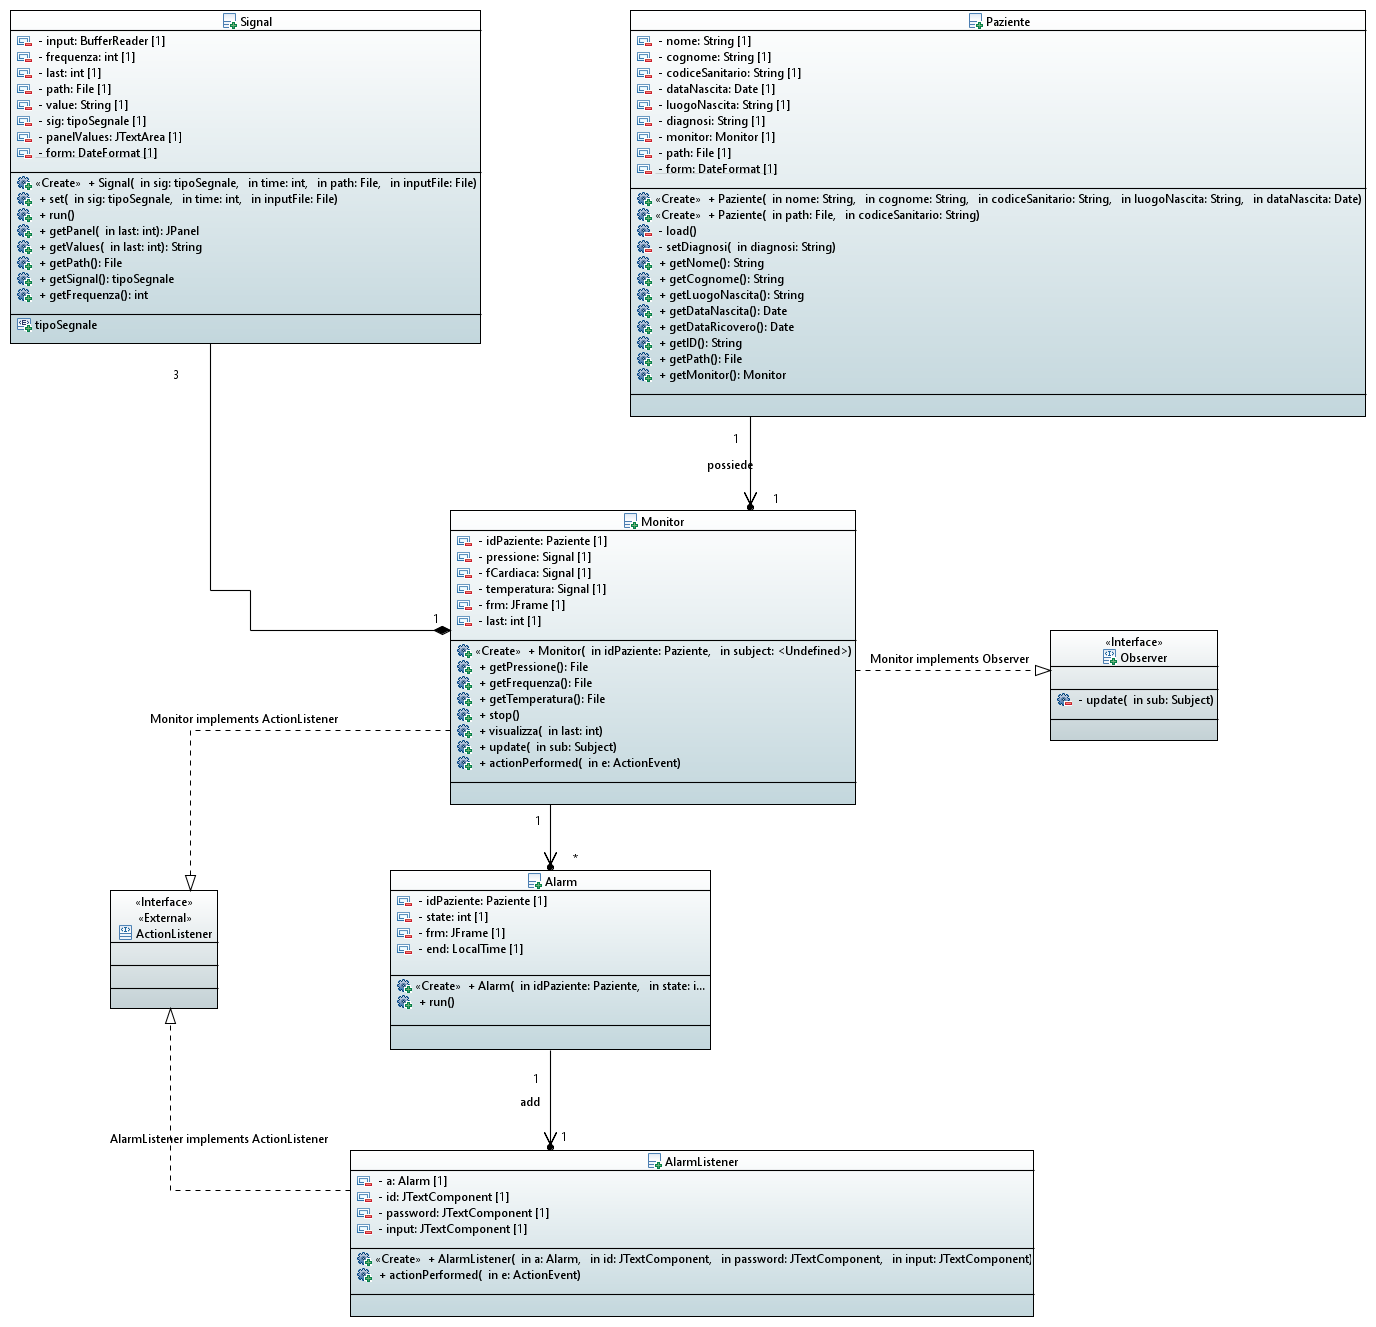 Signal
- input: BufferReader [1]
- frequenza: int [1]
- last: int [1]
- path: File [1]
- value: String [1]
- sig: tipoSegnale [1]
- panelValues: JTextArea [1]
- form: DateFormat [1]
«Create» + Signal( in sig: tipoSegnale, in time: int, in path: File, in inputFile: File)
+ set( in sig: tipoSegnale, in time: int, in inputFile: File)
+ run()
+ getPanel( in last: int): JPanel
+ getValues( in last: int): String
+ getPath(): File
+ getSignal(): tipoSegnale
+ getFrequenza(): int
tipoSegnale
Paziente
- nome: String [1]
- cognome: String [1]
- codiceSanitario: String [1]
- dataNascita: Date [1]
- luogoNascita: String [1]
- diagnosi: String [1]
- monitor: Monitor [1]
- path: File [1]
- form: DateFormat [1]
«Create» + Paziente( in nome: String, in cognome: String, in codiceSanitario: String, in luogoNascita: String, in dataNascita: Date)
«Create» + Paziente( in path: File, in codiceSanitario: String)
- load()
- setDiagnosi( in diagnosi: String)
+ getNome(): String
+ getCognome(): String
+ getLuogoNascita(): String
+ getDataNascita(): Date
+ getDataRicovero(): Date
+ getID(): String
+ getPath(): File
+ getMonitor(): Monitor
3
1
possiede
1
Monitor
- idPaziente: Paziente [1]
- pressione: Signal [1]
- fCardiaca: Signal [1]
- temperatura: Signal [1]
- frm: JFrame [1]
- last: int [1]
«Create» + Monitor( in idPaziente: Paziente, in subject: <Undefined>)
+ getPressione(): File
+ getFrequenza(): File
+ getTemperatura(): File
+ stop()
+ visualizza( in last: int)
+ update( in sub: Subject)
+ actionPerformed( in e: ActionEvent)
1
Monitor implements Observer
«Interface»
Observer
- update( in sub: Subject)
Monitor implements ActionListener
1
*
Alarm
- idPaziente: Paziente [1]
- state: int [1]
- frm: JFrame [1]
- end: LocalTime [1]
«Create» + Alarm( in idPaziente: Paziente, in state: i...
+ run()
«Interface»
«External»
ActionListener
1
add
1
AlarmListener implements ActionListener
AlarmListener
- a: Alarm [1]
- id: JTextComponent [1]
- password: JTextComponent [1]
- input: JTextComponent [1]
«Create» + AlarmListener( in a: Alarm, in id: JTextComponent, in password: JTextComponent, in input: JTextComponent)
+ actionPerformed( in e: ActionEvent)